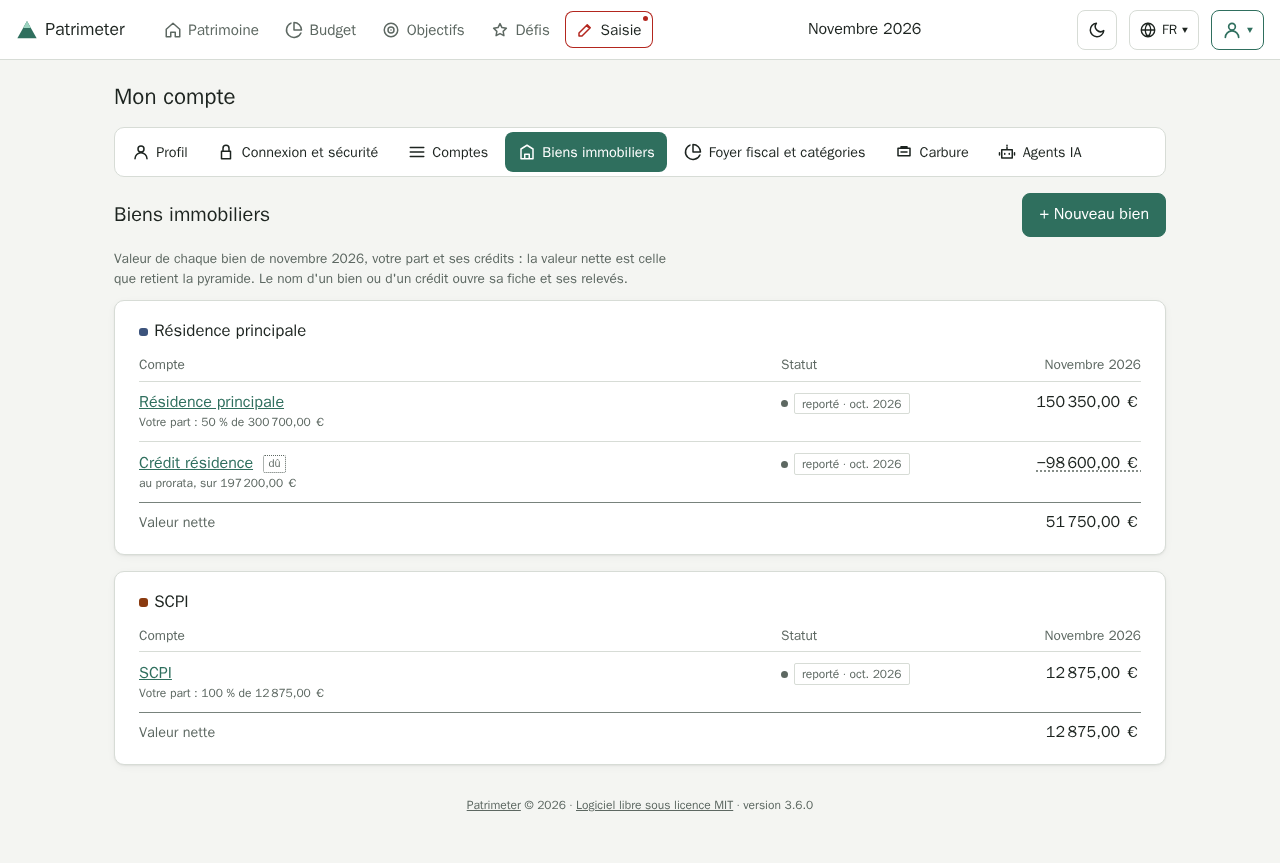 Patrimeter
Patrimoine
Budget
Objectifs
Défis
Saisie
Novembre 2026
FR ▾
▾
Mon compte
Profil
Connexion et sécurité
Comptes
Biens immobiliers
Foyer fiscal et catégories
Carbure
Agents IA
Biens immobiliers
+ Nouveau bien
Valeur de chaque bien de novembre 2026, votre part et ses crédits : la valeur nette est celle
que retient la pyramide. Le nom d'un bien ou d'un crédit ouvre sa fiche et ses relevés.
Résidence principale
Compte Statut Novembre 2026
Résidence principale reporté · oct. 2026 150 350,00 €
Votre part : 50 % de 300 700,00 €
Crédit résidence dû reporté · oct. 2026 −98 600,00 €
au prorata, sur 197 200,00 €
Valeur nette 51 750,00 €
SCPI
Compte Statut Novembre 2026
SCPI reporté · oct. 2026 12 875,00 €
Votre part : 100 % de 12 875,00 €
Valeur nette 12 875,00 €
Patrimeter © 2026 · Logiciel libre sous licence MIT · version 3.6.0